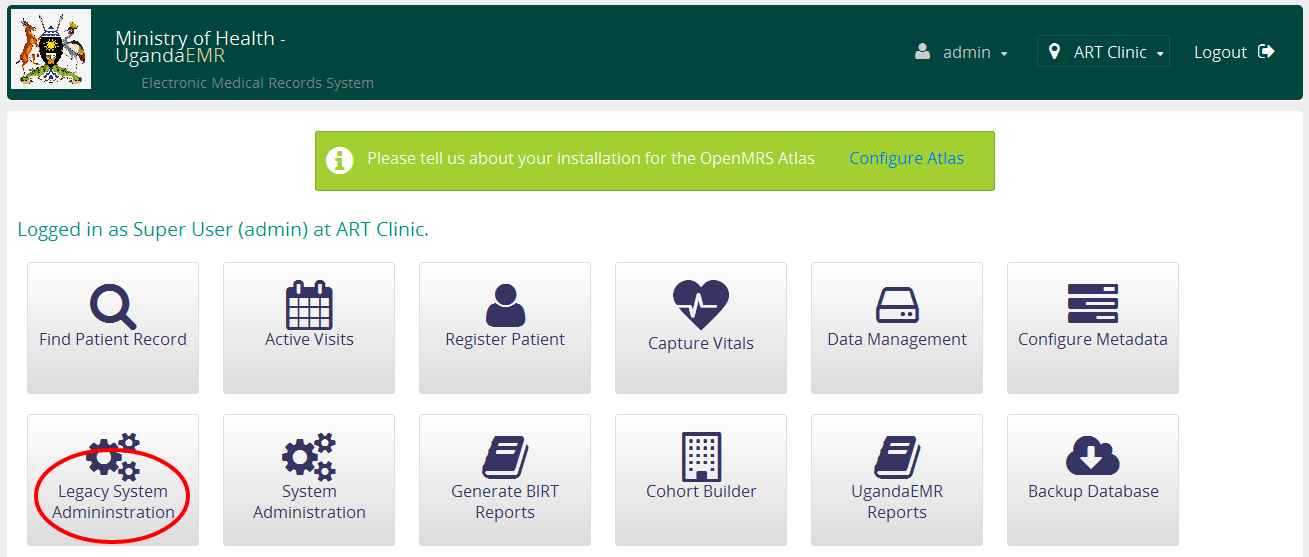 Ministry of Health -
UgandaEMR
Electronic Medical Records System
admin
ART Clinic
Logout
Please tell us about your installation for the OpenMRS Atlas Configure Atlas
Logged in as Super User (admin) at ART Clinic.
Find Patient Record
Active Visits
Register Patient
Capture Vitals
Data Management
Configure Metadata
Legacy System
Admininstration
System
Administration
Generate BIRT
Reports
Cohort Builder
UgandaEMR
Reports
Backup Database